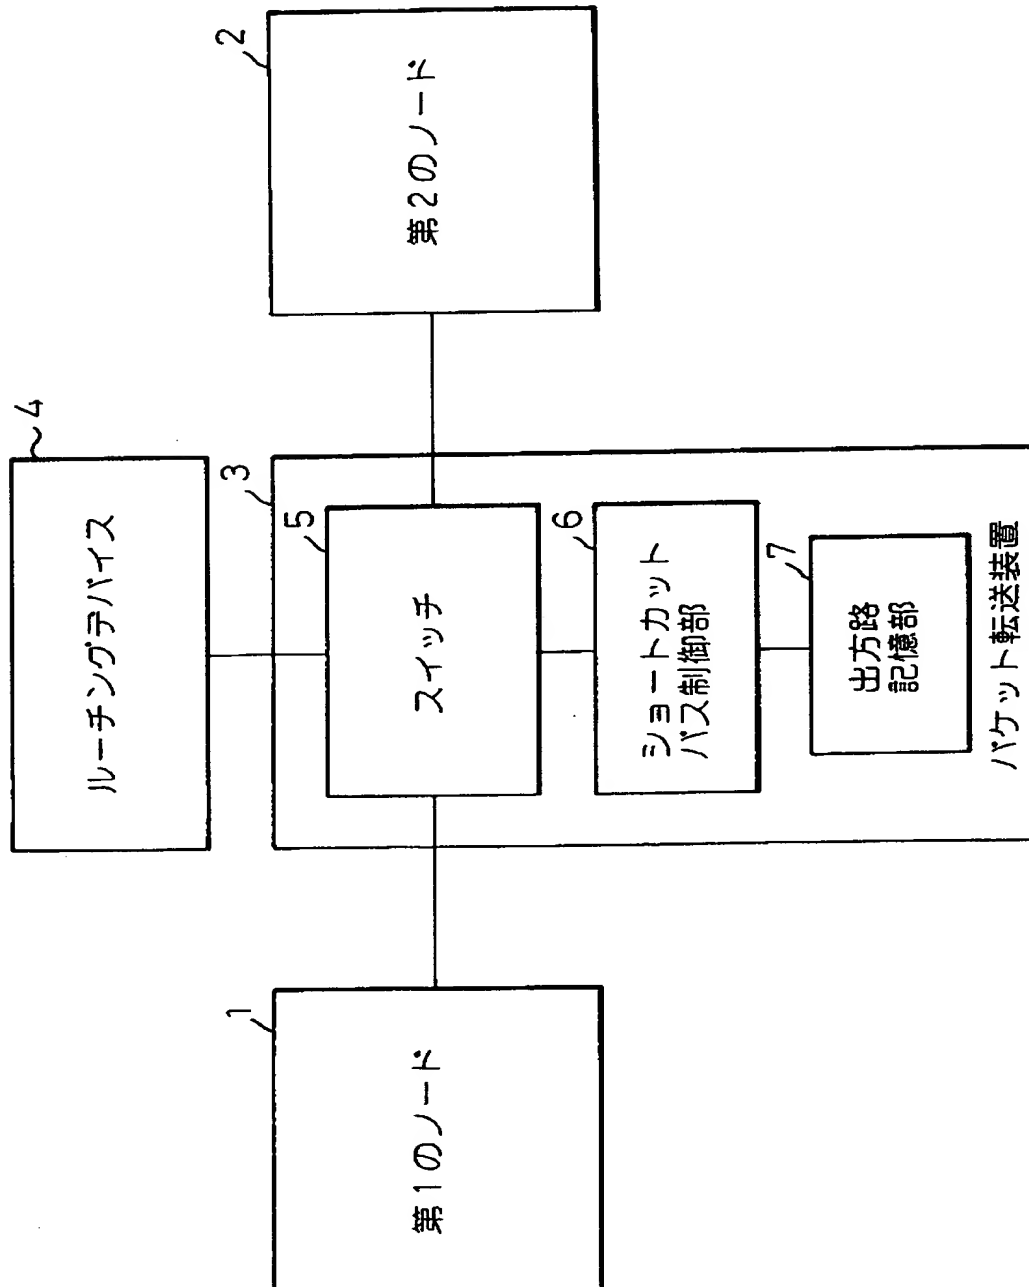 4
ルーチングデバイス
1
第1のノード
3
5
スイッチ
2
第2のノード
6
ショートカット
パス制御部
7
出方路
記憶部
パケット転送装置